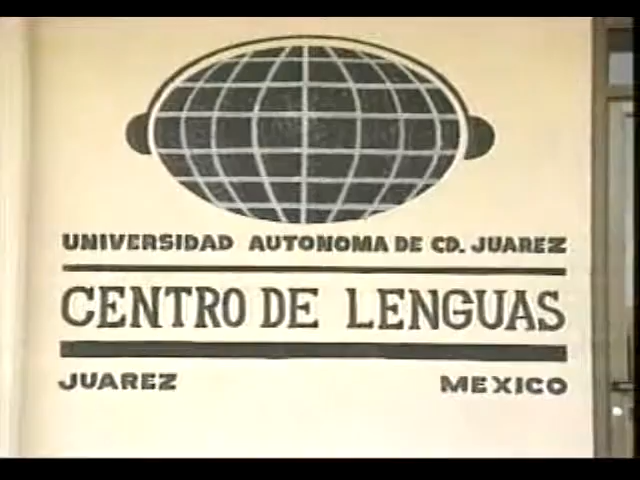 UNIVERSIDAD AUTONOMA DE CD. JUAREZ
CENTRO DE LENGUAS
JUAREZ MEXICO